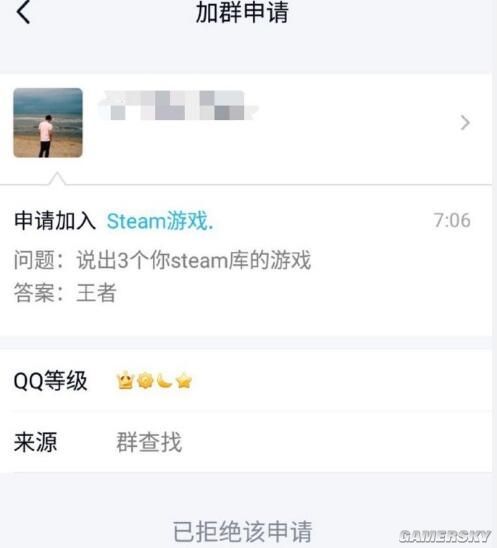 加群申请
申请加入 Steam游戏. 7:06
问题：说出3个你steam库的游戏
答案：王者
QQ等级
来源 群查找
已拒绝该申请
GAMERSKY